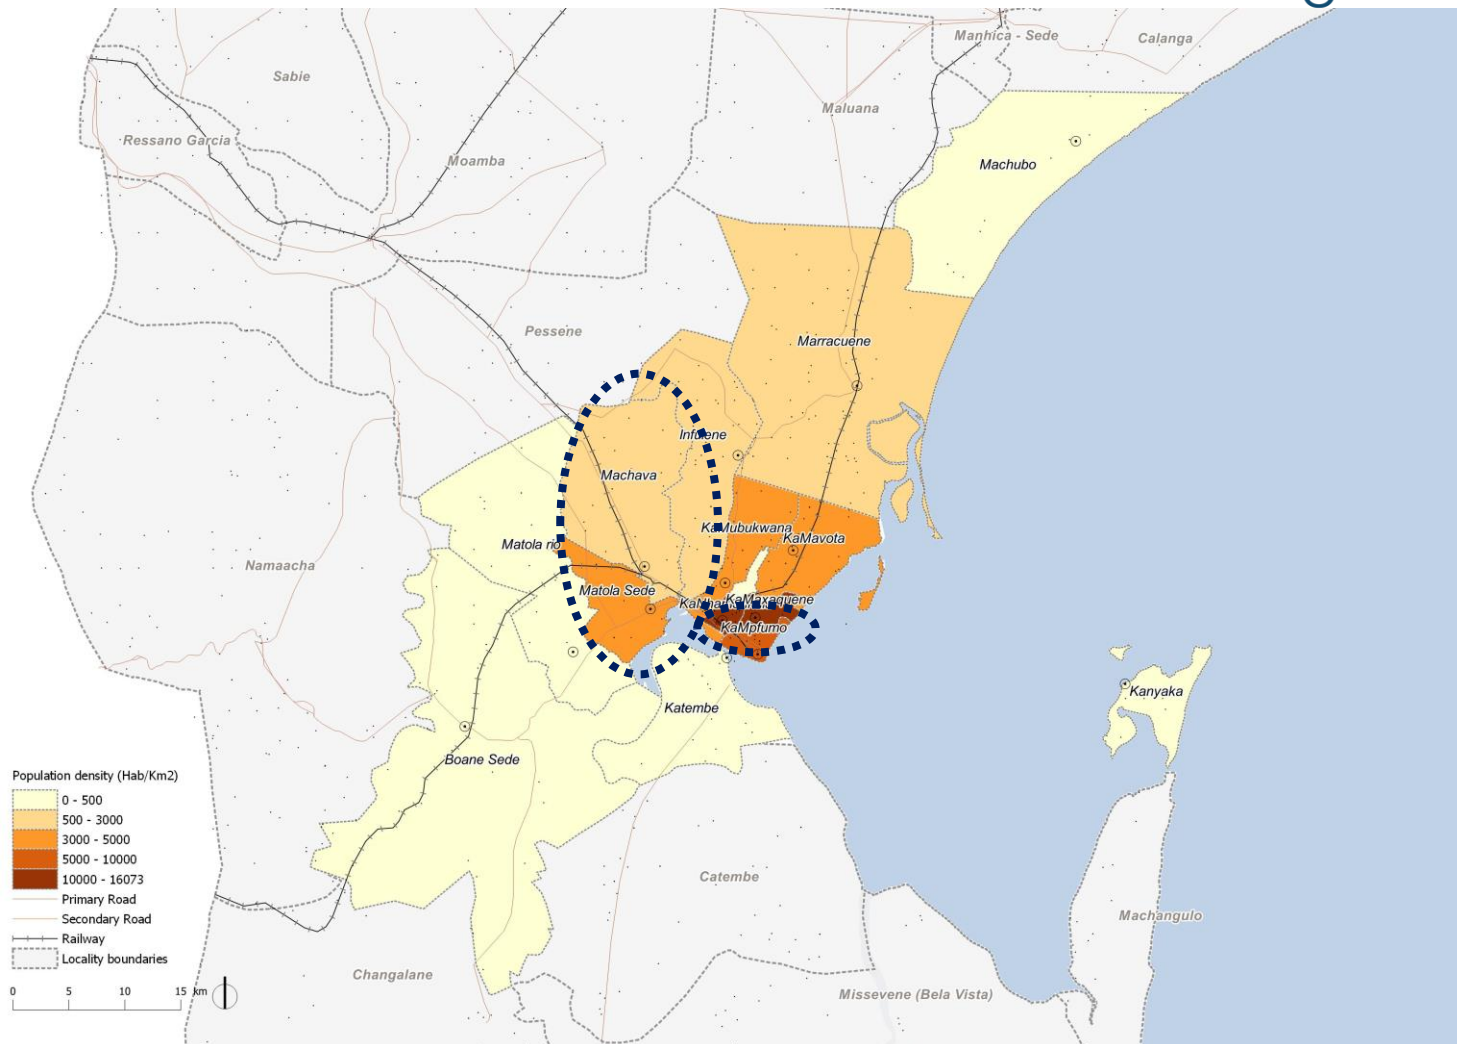 Manhica - Sede
Calanga
Sabie
Maluana
Ressano Garcia
Moamba
Machubo
Pessene
Marracuene
Infulene
Machava
KaMubukwana
KaMavota
Matola rio
Namaacha
Matola Sede
KaMaxaquene
KaMpfumo
Kanyaka
Katembe
Boane Sede
Catembe
Machangulo
Changalane
Missevene (Bela Vista)
Population density (Hab/Km2)
0 - 500
500 - 3000
3000 - 5000
5000 - 10000
10000 - 16073
Primary Road
Secondary Road
Railway
Locality boundaries
0 5 10 15 km